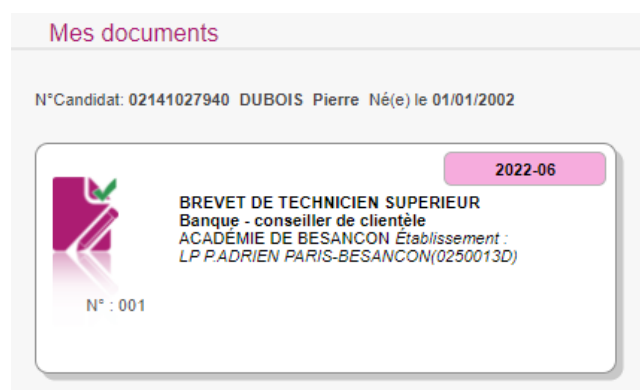 Mes documents
N°Candidat: 02141027940 DUBOIS Pierre Né(e) le 01/01/2002
2022-06
BREVET DE TECHNICIEN SUPERIEUR
Banque - conseiller de clientèle
ACADÉMIE DE BESANCON Établissement :
LP P.ADRIEN PARIS-BESANCON(0250013D)
N° : 001